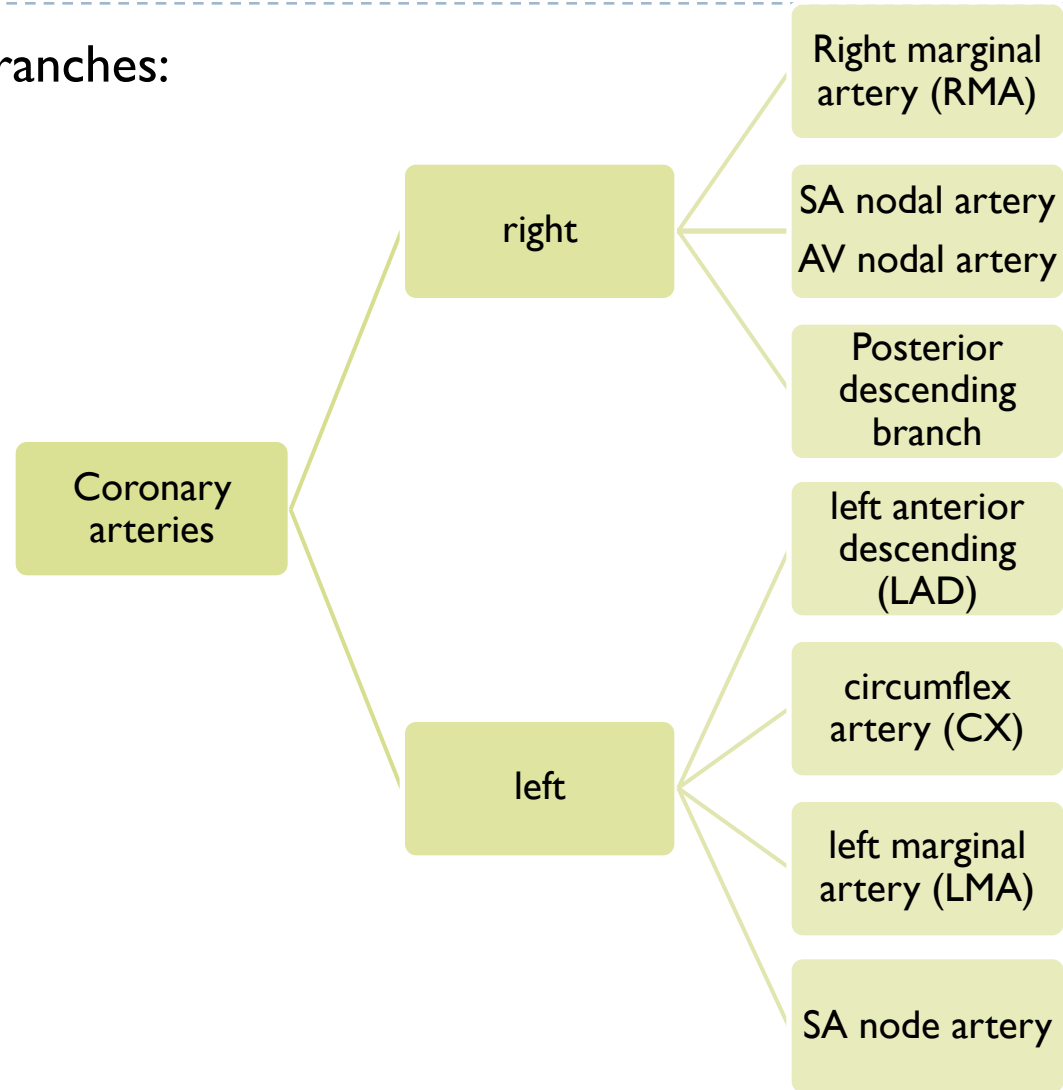 ranches:
Right marginal
artery (RMA)
SA nodal artery
AV nodal artery
right
Posterior
descending
branch
Coronary
arteries
left anterior
descending
(LAD)
circumflex
artery (CX)
left
left marginal
artery (LMA)
SA node artery